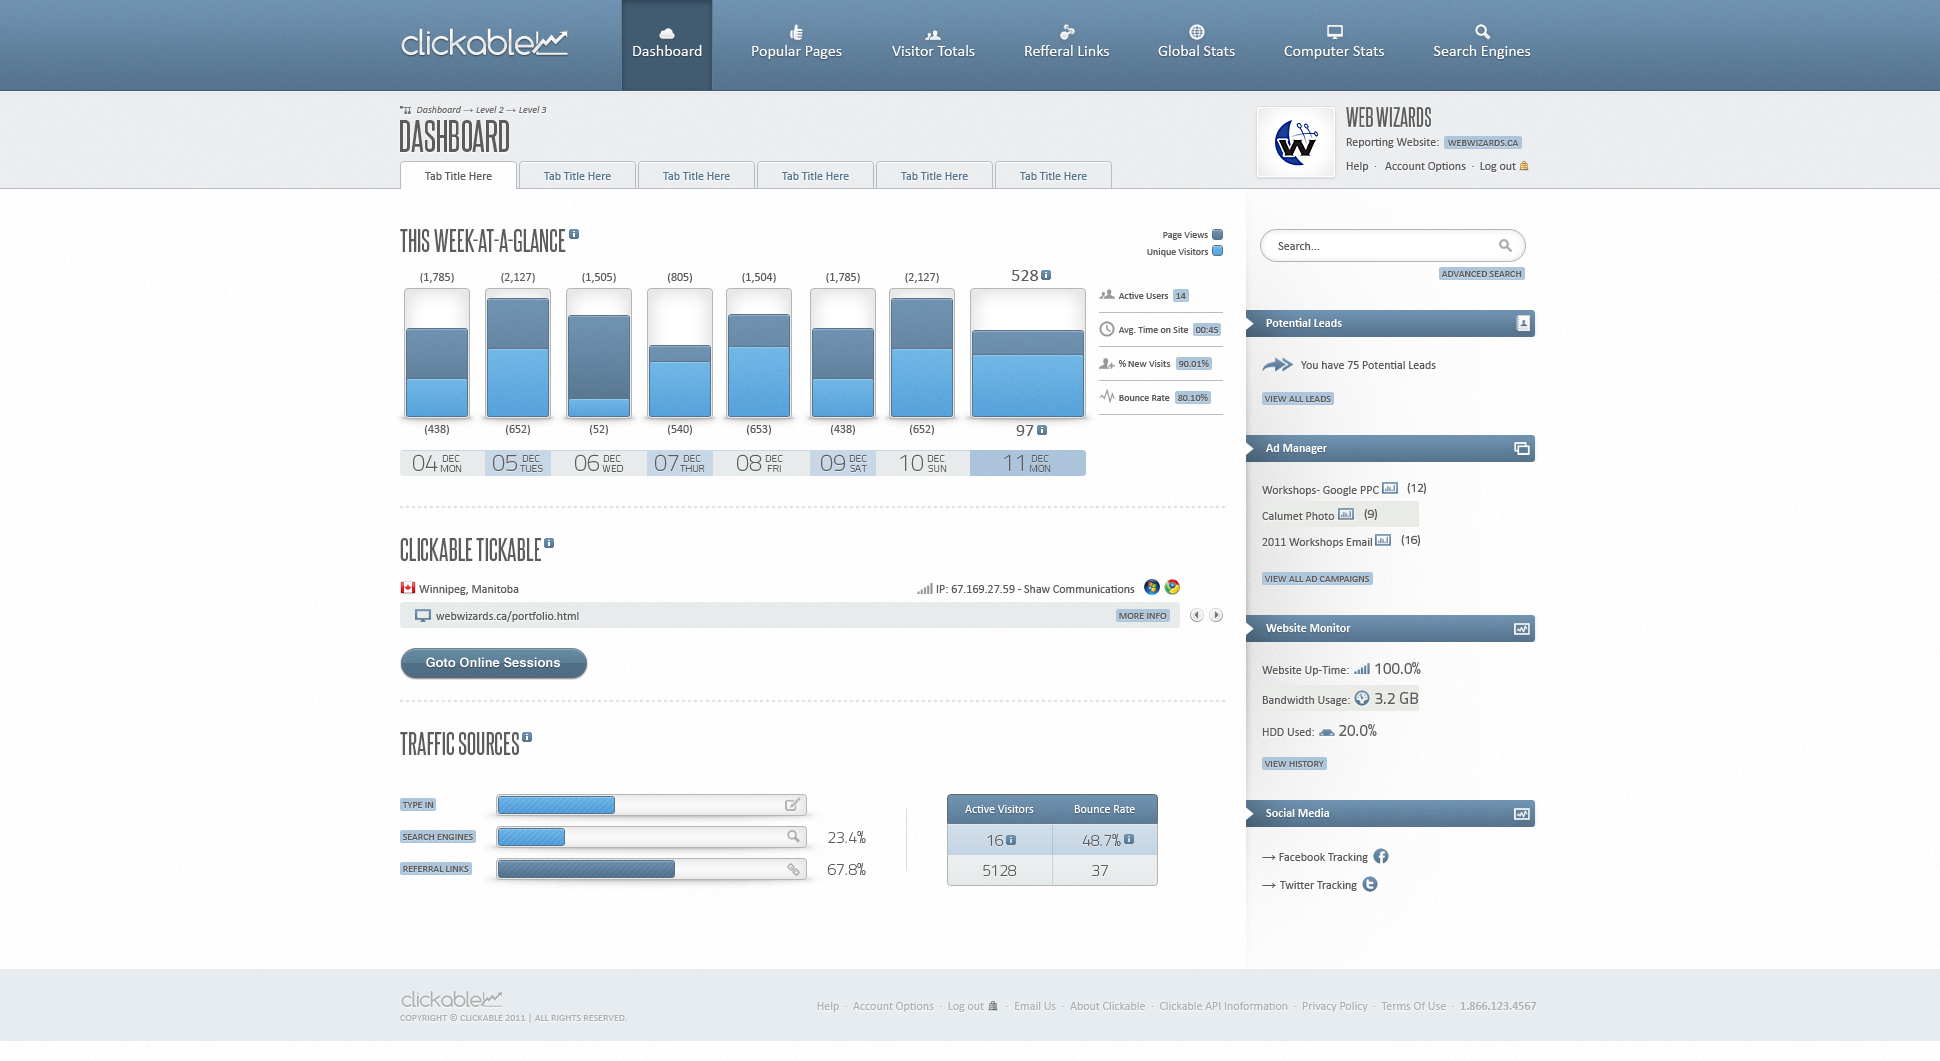 clickable
Dashboard
Popular Pages
Visitor Totals
Refferal Links
Global Stats
Computer Stats
Search Engines
Dashboard → Level 2 → Level 3
DASHBOARD
Tab Title Here
Tab Title Here
Tab Title Here
Tab Title Here
Tab Title Here
Tab Title Here
W
WEB WIZARDS
Reporting Website: WEBWIZARDS.CA
Help · Account Options · Log out
THIS WEEK-AT-A-GLANCE
Page Views
Unique Visitors
(1,785) (2,127) (1,505) (805) (1,504) (1,785) (2,127) 528
(438) (652) (52) (540) (653) (438) (652) 97
04 DEC MON
05 DEC TUES
06 DEC WED
07 DEC THUR
08 DEC FRI
09 DEC SAT
10 DEC SUN
11 DEC MON
Active Users 14
Avg. Time on Site 00:45
% New Visits 90.01%
Bounce Rate 80.10%
CLICKABLE TICKABLE
Winnipeg, Manitoba
IP: 67.169.27.59 - Shaw Communications
webwizards.ca/portfolio.html
MORE INFO
Goto Online Sessions
TRAFFIC SOURCES
TYPE IN
SEARCH ENGINES 23.4%
REFERRAL LINKS 67.8%
Active Visitors Bounce Rate
16 48.7%
5128 37
Search...
ADVANCED SEARCH
Potential Leads
You have 75 Potential Leads
VIEW ALL LEADS
Ad Manager
Workshops- Google PPC (12)
Calumet Photo (9)
2011 Workshops Email (16)
VIEW ALL AD CAMPAIGNS
Website Monitor
Website Up-Time: 100.0%
Bandwidth Usage: 3.2 GB
HDD Used: 20.0%
VIEW HISTORY
Social Media
→ Facebook Tracking
→ Twitter Tracking
clickable
COPYRIGHT © CLICKABLE 2011 | ALL RIGHTS RESERVED.
Help · Account Options · Log out · Email Us · About Clickable · Clickable API Inoformation · Privacy Policy · Terms Of Use · 1.866.123.4567